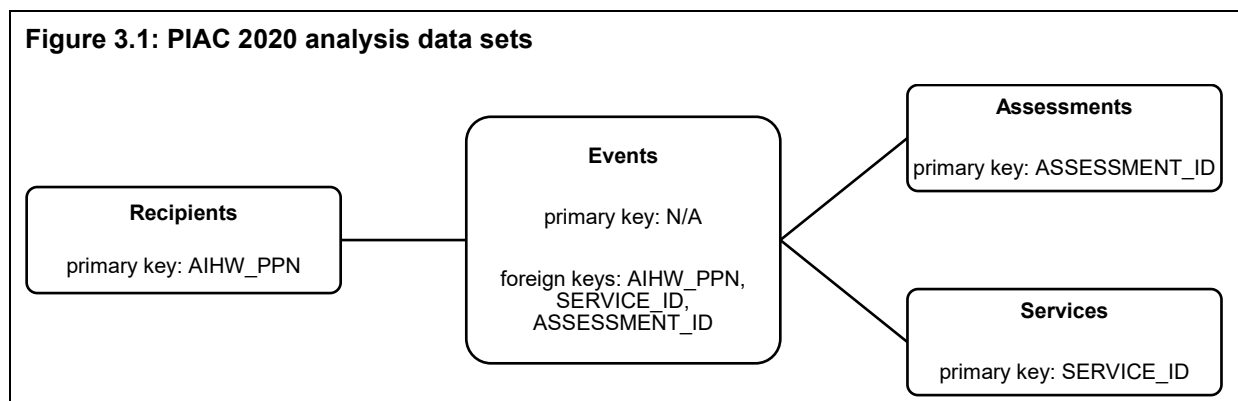 Figure 3.1: PIAC 2020 analysis data sets
Recipients
primary key: AIHW_PPN
Events
primary key: N/A
foreign keys: AIHW_PPN,
SERVICE_ID,
ASSESSMENT_ID
Assessments
primary key: ASSESSMENT_ID
Services
primary key: SERVICE_ID